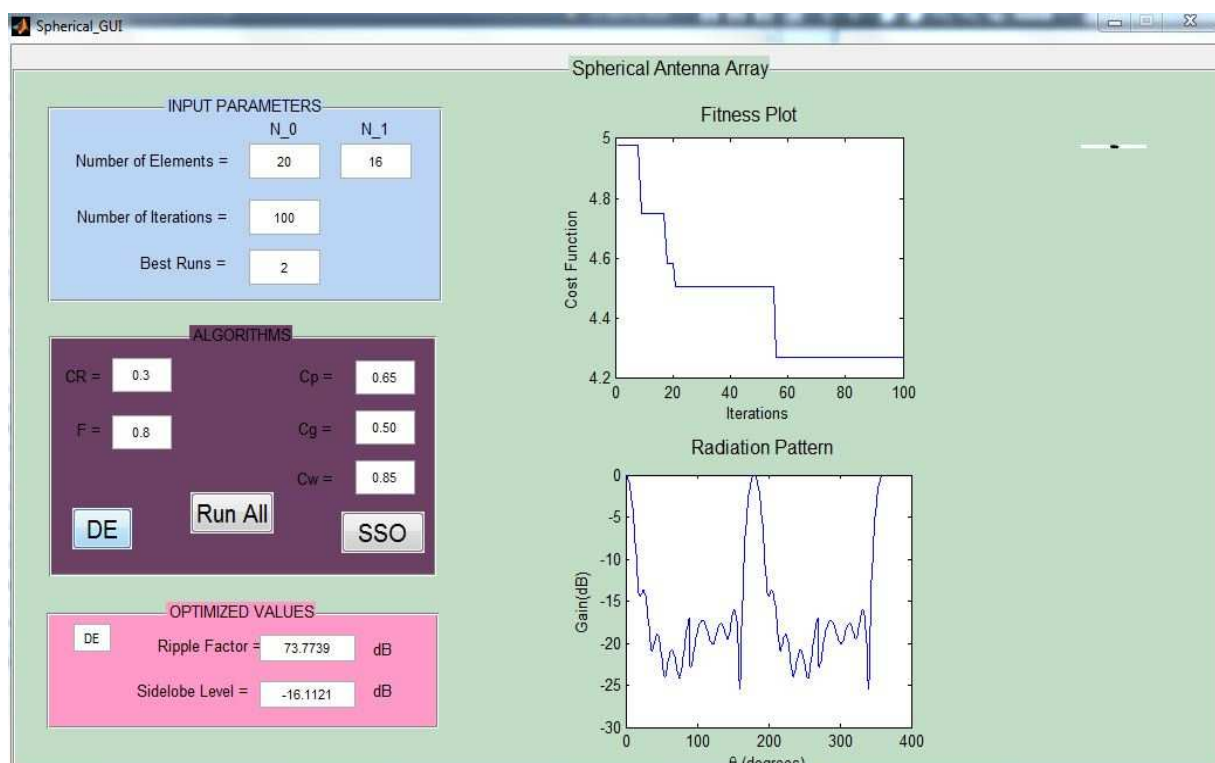 Spherical_GUI
Spherical Antenna Array
INPUT PARAMETERS
N_0 N_1
Number of Elements = 20 16
Number of Iterations = 100
Best Runs = 2
ALGORITHMS
CR = 0.3 Cp = 0.65
F = 0.8 Cg = 0.50
Cw = 0.85
DE Run All SSO
OPTIMIZED VALUES
DE Ripple Factor = 73.7739 dB
Sidelobe Level = -16.1121 dB
Fitness Plot
5
4.8
4.6
4.4
4.2
Cost Function
0 20 40 60 80 100
Iterations
Radiation Pattern
0
-5
-10
-15
-20
-25
-30
Gain(dB)
0 100 200 300 400
θ (degrees)